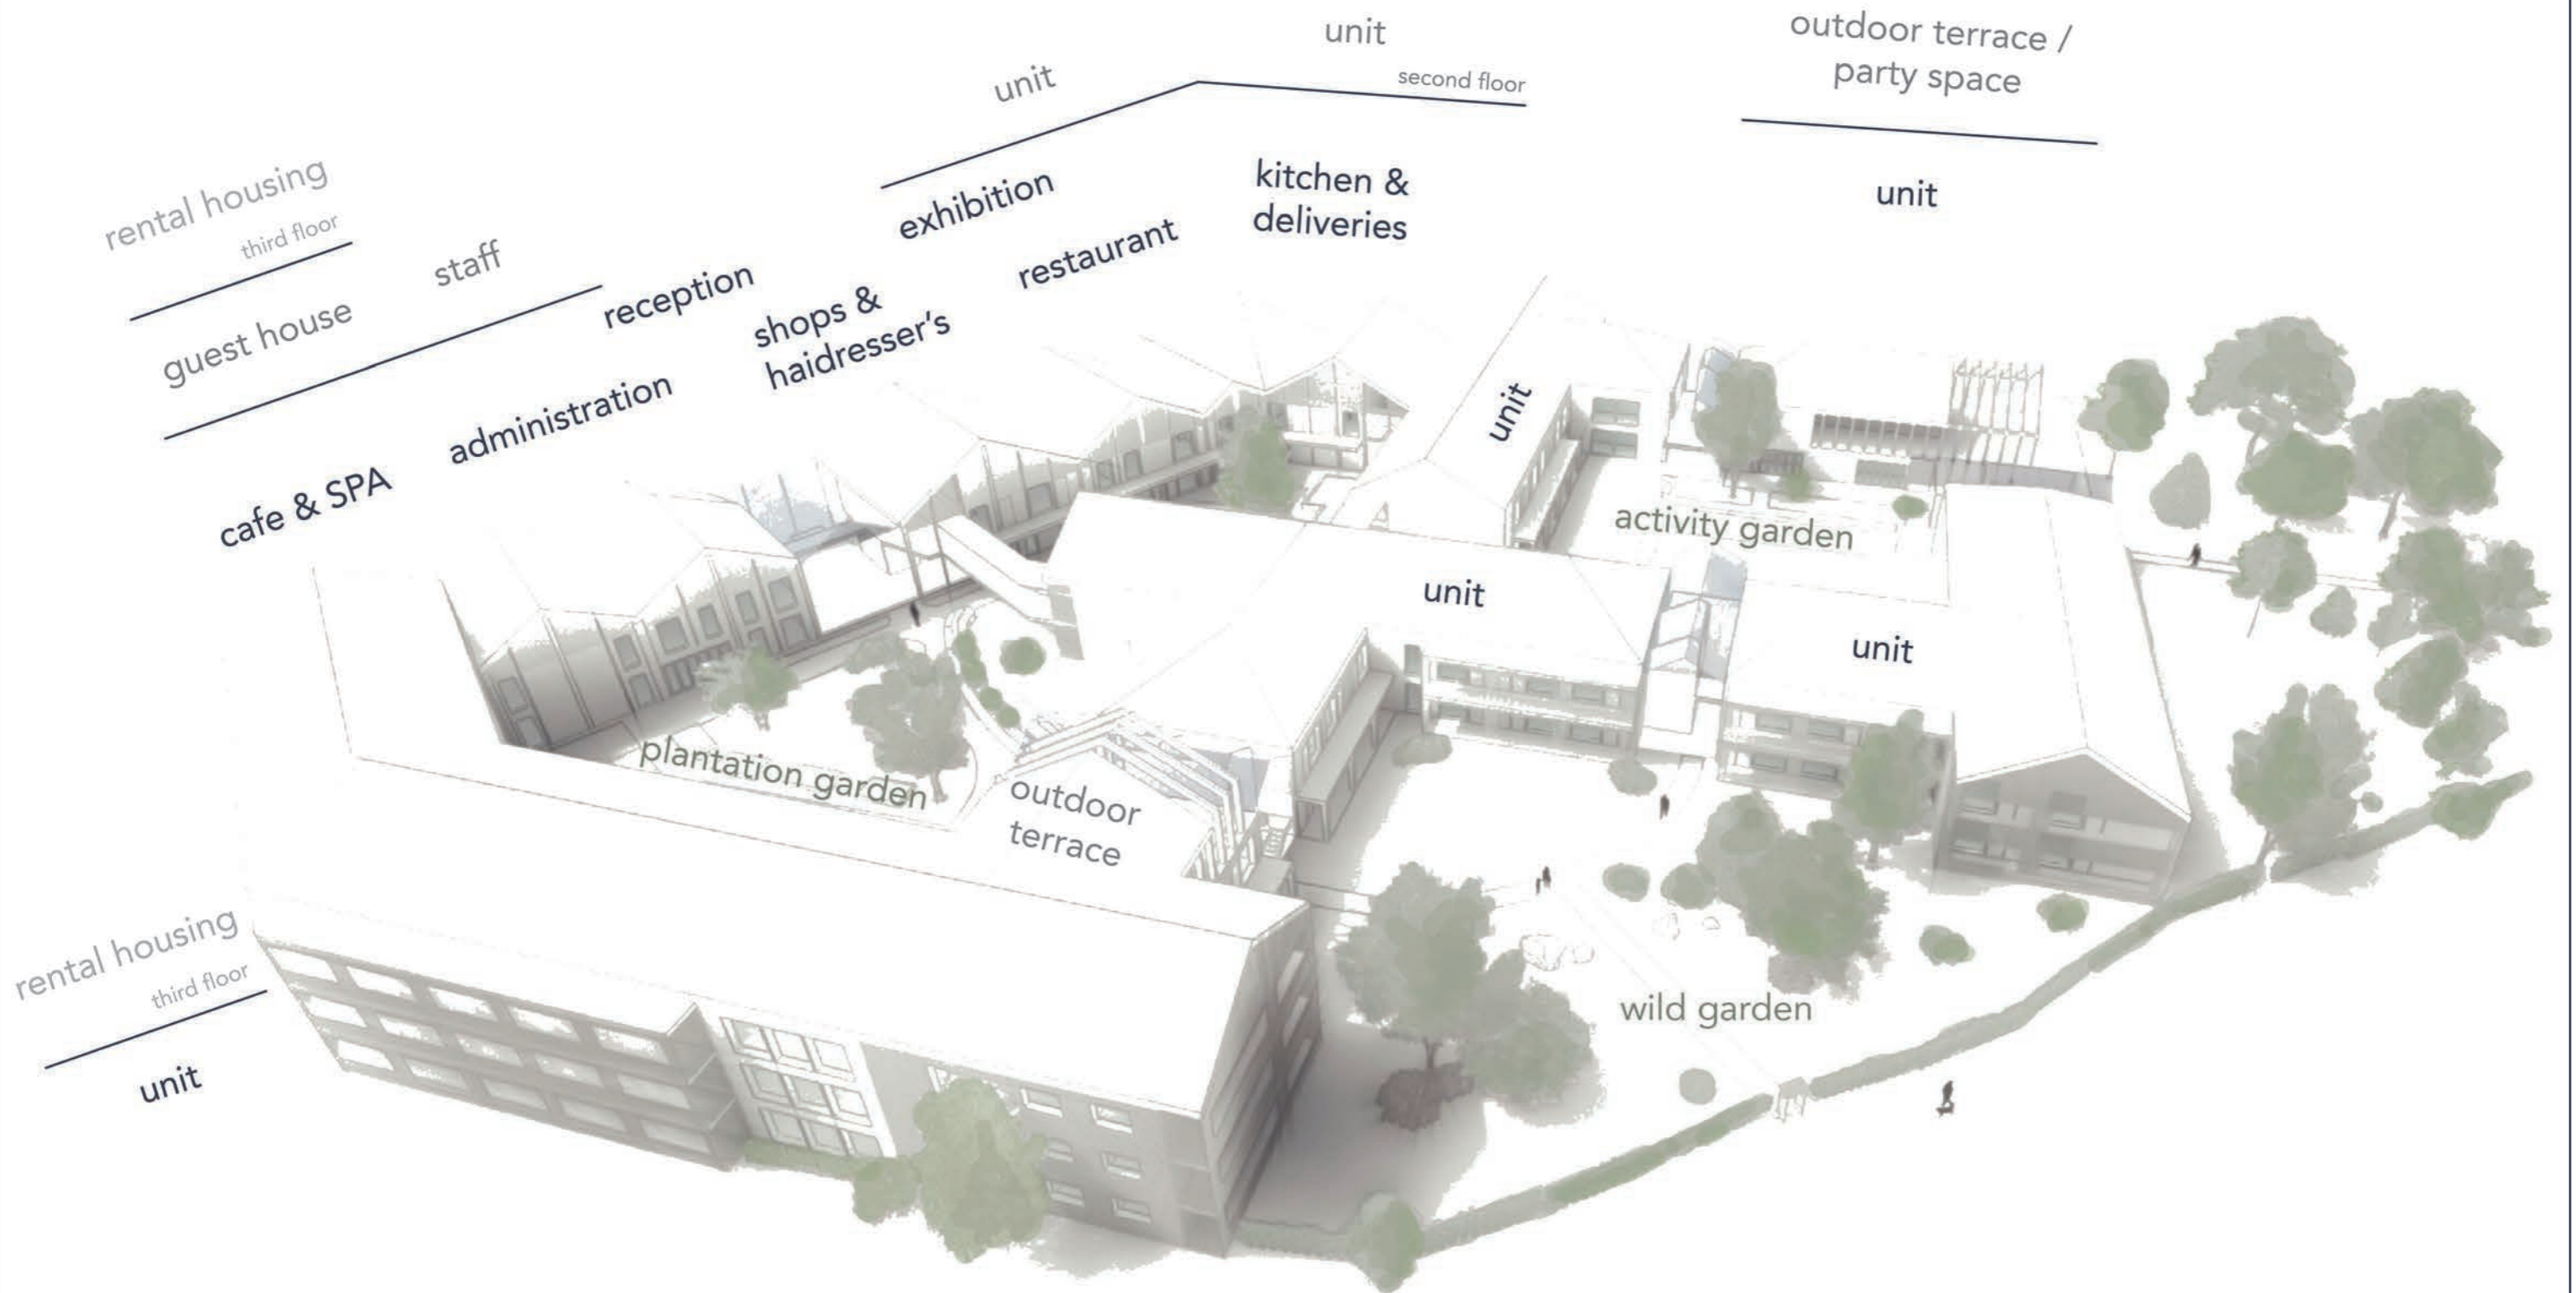 unit
unit
second floor
outdoor terrace /
party space
unit
rental housing
third floor
staff
guest house
exhibition
kitchen &
deliveries
restaurant
reception
shops &
haidresser's
administration
cafe & SPA
unit
activity garden
unit
unit
plantation garden
outdoor
terrace
rental housing
third floor
unit
wild garden